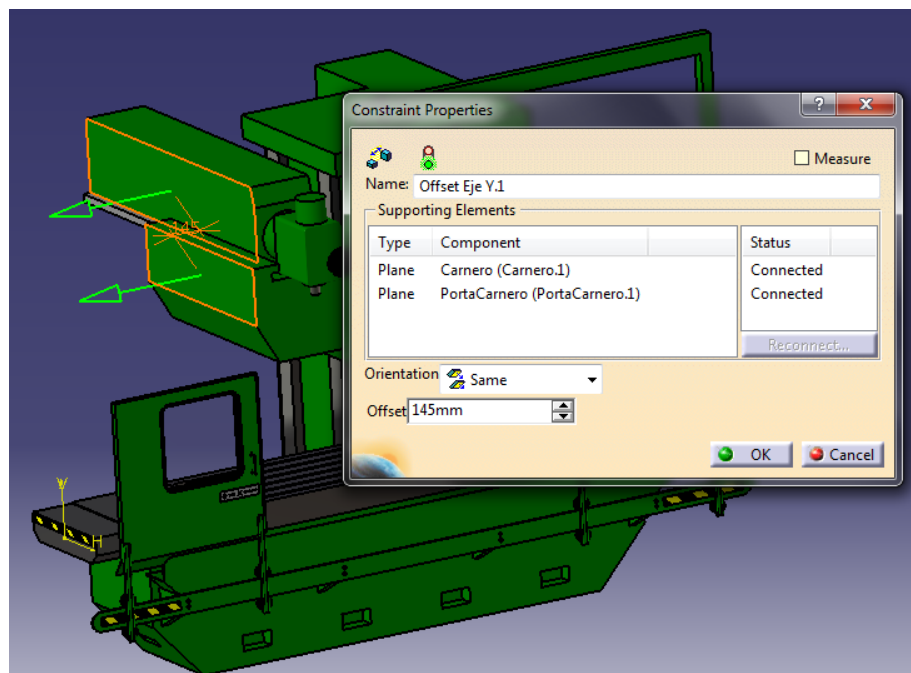 Constraint Properties
?
X
Measure
Name: Offset Eje Y.1
Supporting Elements
Type Component Status
Plane Carnero (Carnero.1) Connected
Plane PortaCarnero (PortaCarnero.1) Connected
Reconnect...
Orientation Same
Offset 145mm
OK Cancel
145
V
H